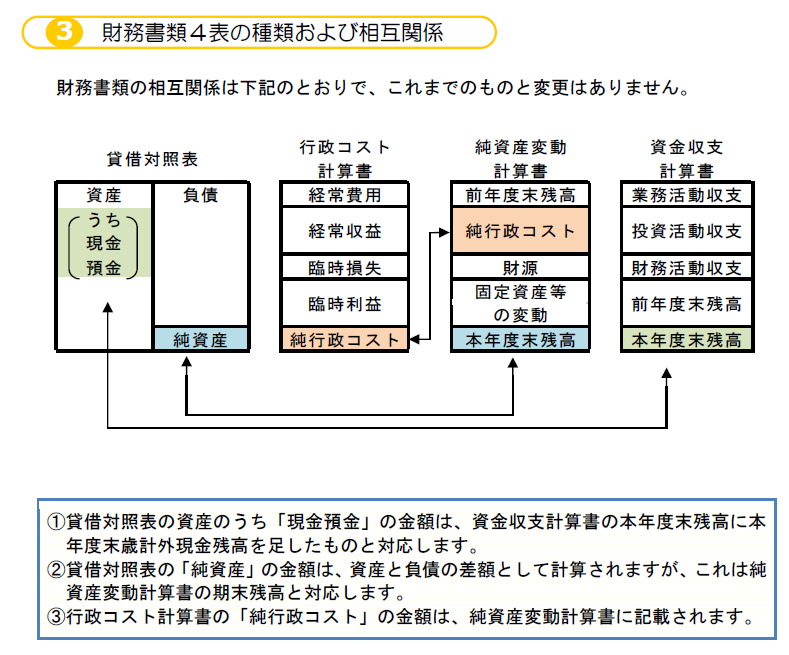 3 財務書類4表の種類および相互関係
財務書類の相互関係は下記のとおりで、これまでのものと変更はありません。
貸借対照表
資産
うち
現金
預金
負債
純資産
行政コスト
計算書
経常費用
経常収益
臨時損失
臨時利益
純行政コスト
純資産変動
計算書
前年度末残高
純行政コスト
財源
固定資産等
の変動
本年度末残高
資金収支
計算書
業務活動収支
投資活動収支
財務活動収支
前年度末残高
本年度末残高
①貸借対照表の資産のうち「現金預金」の金額は、資金収支計算書の本年度末残高に本
年度末歳計外現金残高を足したものと対応します。
②貸借対照表の「純資産」の金額は、資産と負債の差額として計算されますが、これは純
資産変動計算書の期末残高と対応します。
③行政コスト計算書の「純行政コスト」の金額は、純資産変動計算書に記載されます。